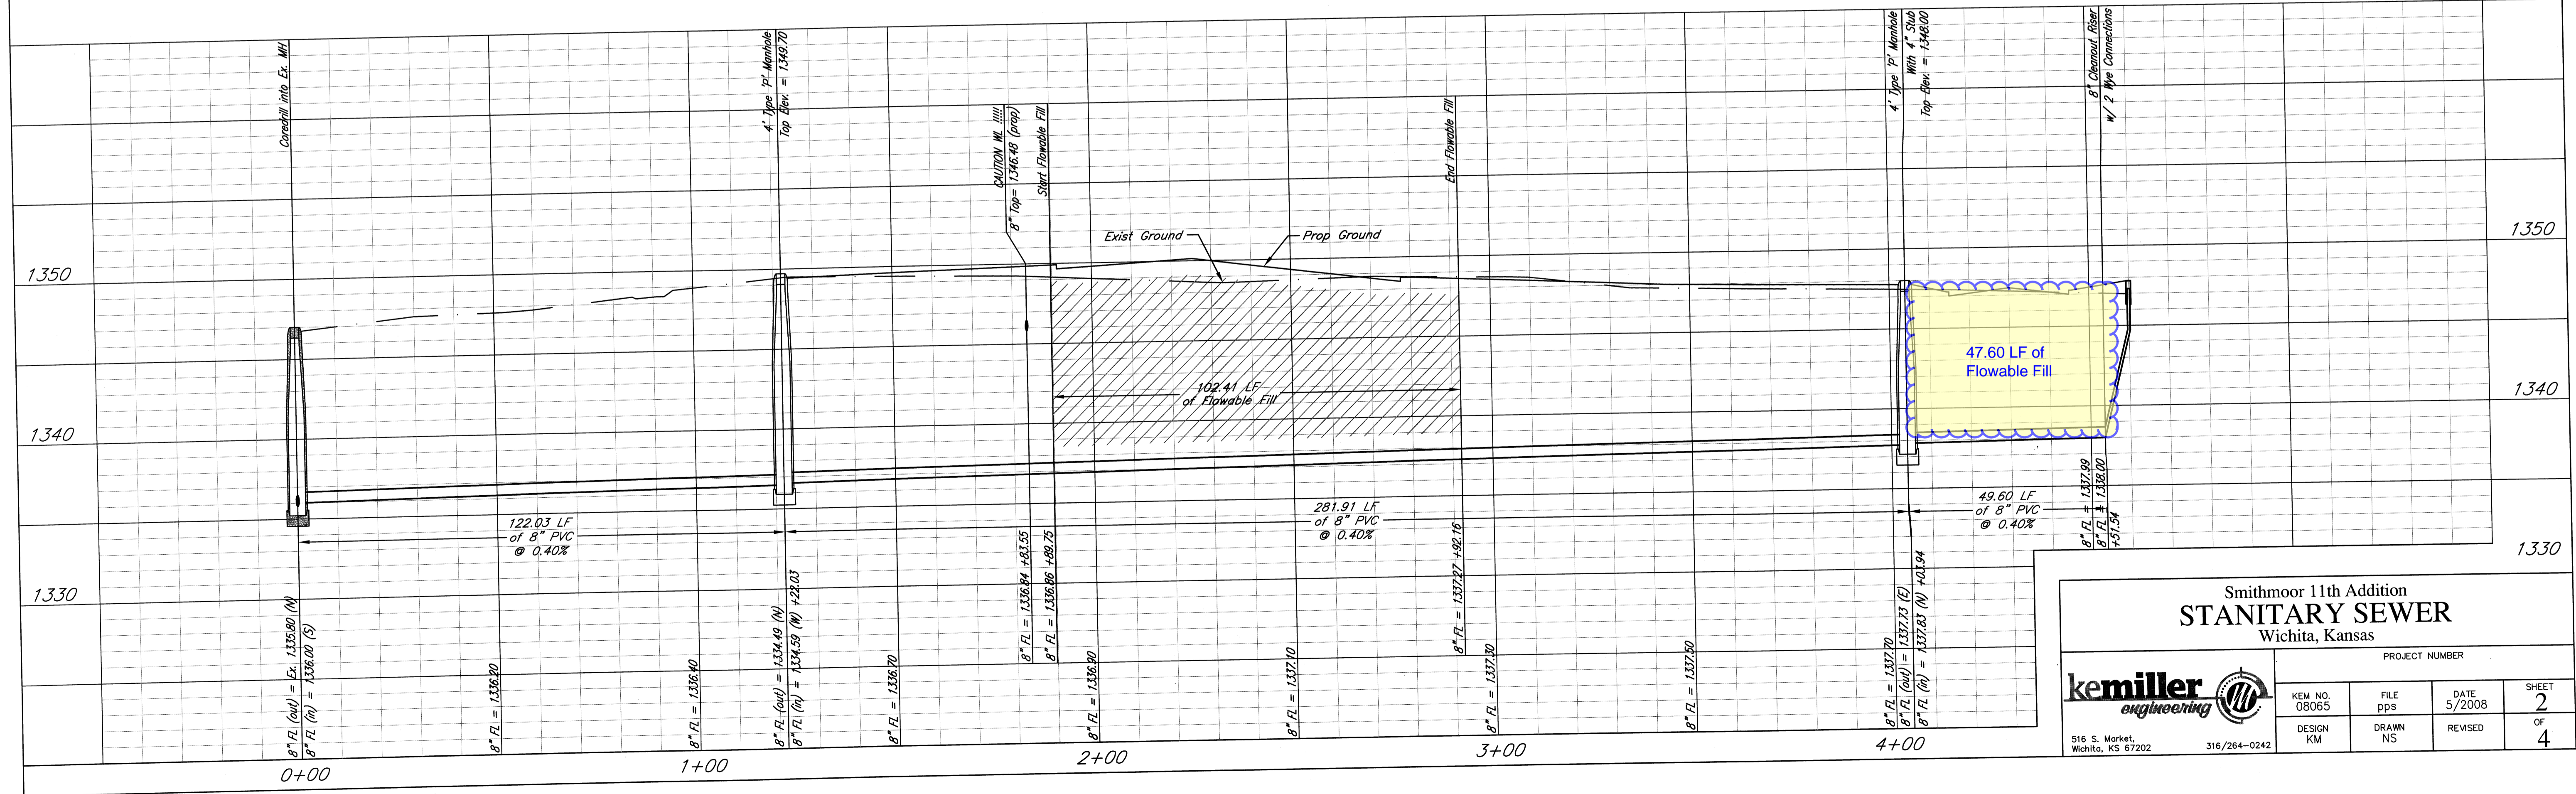 Coredrill into Ex. MH
4' Type 'P' Manhole
Top Elev. = 1349.70
CAUTION WL !!!!!
8" Top= 1346.48 (prop)
Start Flowable Fill
End Flowable Fill
4' Type 'P' Manhole
With 4" Stub
Top Elev. = 1348.00
8" Cleanout Riser
w/ 2 Wye Connections
Exist Ground
Prop Ground
1350
1350
47.60 LF of
Flowable Fill
102.41 LF
of Flowable Fill
1340
1340
122.03 LF
of 8" PVC
@ 0.40%
281.91 LF
of 8" PVC
@ 0.40%
49.60 LF
of 8" PVC
@ 0.40%
1330
1330
8" FL (out) = Ex. 1335.80 (N)
8" FL (in) = 1336.00 (S)
8" FL = 1336.20
8" FL = 1336.40
8" FL (out) = 1334.49 (N)
8" FL (in) = 1334.59 (W) +22.03
8" FL = 1336.70
8" FL = 1336.84 +83.55
8" FL = 1336.86 +89.75
8" FL = 1336.90
8" FL = 1337.10
8" FL = 1337.27 +92.16
8" FL = 1337.30
8" FL = 1337.50
8" FL = 1337.70
8" FL (out) = 1337.73 (E)
8" FL (in) = 1337.83 (N) +03.94
8" FL = 1337.99
8" FL = 1338.00
+51.54
0+00
1+00
2+00
3+00
4+00
Smithmoor 11th Addition
STANITARY SEWER
Wichita, Kansas
kemiller
engineering
516 S. Market,
Wichita, KS 67202
316/264-0242
PROJECT NUMBER
KEM NO.
08065
FILE
pps
DATE
5/2008
SHEET
2
DESIGN
KM
DRAWN
NS
REVISED
OF
4